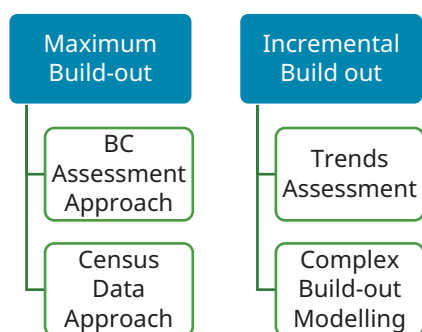 Maximum
Build-out
BC
Assessment
Approach
Census
Data
Approach
Incremental
Build out
Trends
Assessment
Complex
Build-out
Modelling